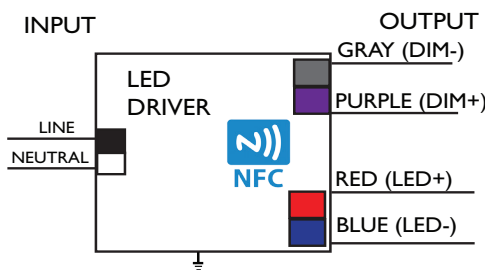 INPUT
OUTPUT
GRAY (DIM-)
LED
DRIVER
PURPLE (DIM+)
LINE
NEUTRAL
NFC
RED (LED+)
BLUE (LED-)